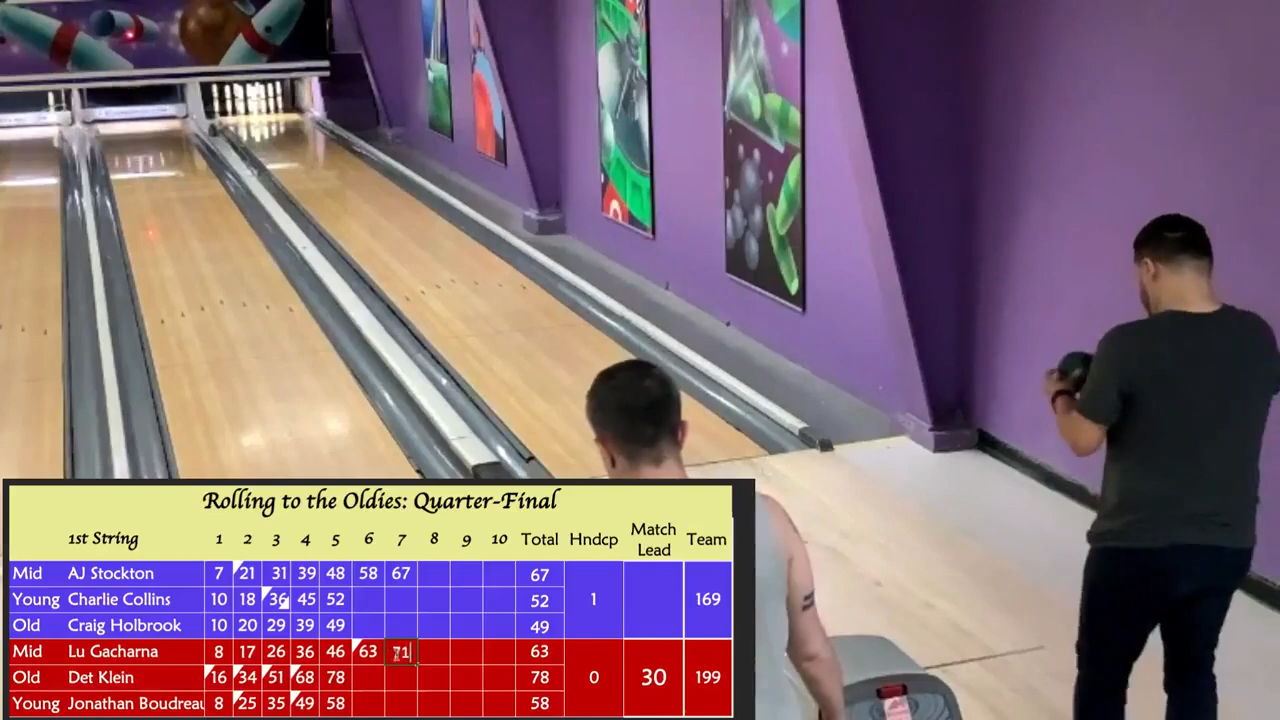 Rolling to the Oldies: Quarter-Final
1st String 1 2 3 4 5 6 7 8 9 10 Total Hndcp Match Lead Team
Mid AJ Stockton 7 21 31 39 48 58 67 67
Young Charlie Collins 10 18 36 45 52 52 1 169
Old Craig Holbrook 10 20 29 39 49 49
Mid Lu Gacharna 8 17 26 36 46 63 71 63
Old Det Klein 16 34 51 68 78 78 0 30 199
Young Jonathan Boudreau 8 25 35 49 58 58